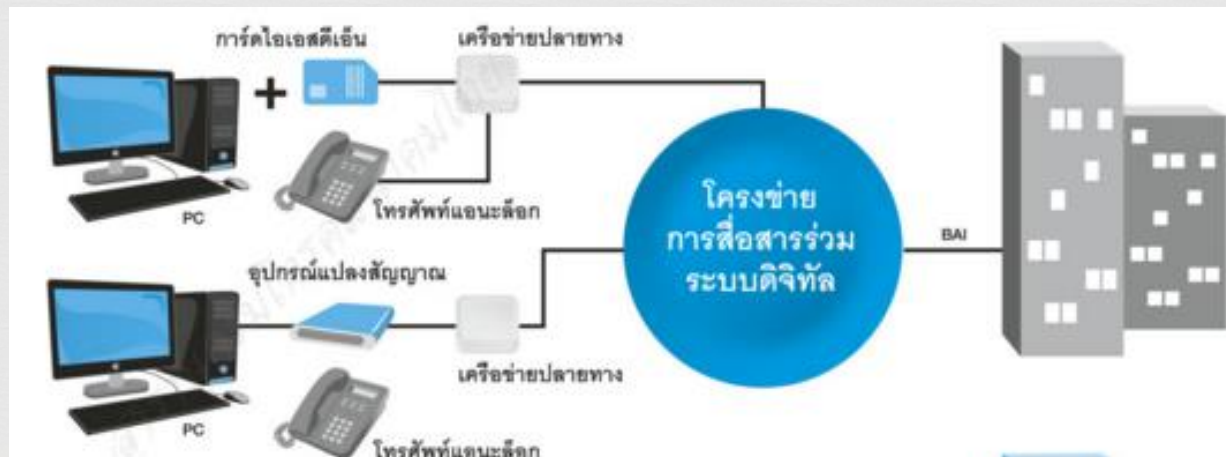 การ์ดไอเอสดีเอ็น
เครือข่ายปลายทาง
PC
โทรศัพท์แอนะล็อก
โครงข่าย
การสื่อสารร่วม
ระบบดิจิทัล
BAI
อุปกรณ์แปลงสัญญาณ
เครือข่ายปลายทาง
PC
โทรศัพท์แอนะล็อก